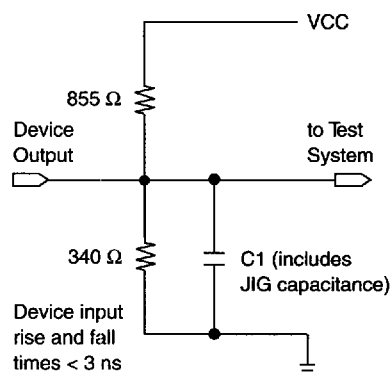 VCC
855 Ω
Device
Output
to Test
System
340 Ω
C1 (includes
JIG capacitance)
Device input
rise and fall
times < 3 ns